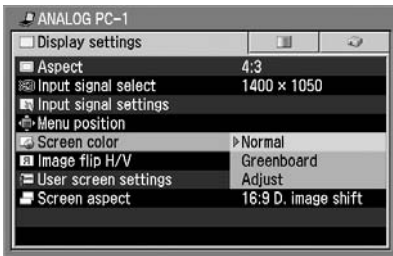 ANALOG PC-1
Display settings
Aspect 4:3
Input signal select 1400 × 1050
Input signal settings
Menu position
Screen color Normal
Image flip H/V Greenboard
User screen settings Adjust
Screen aspect 16:9 D. image shift